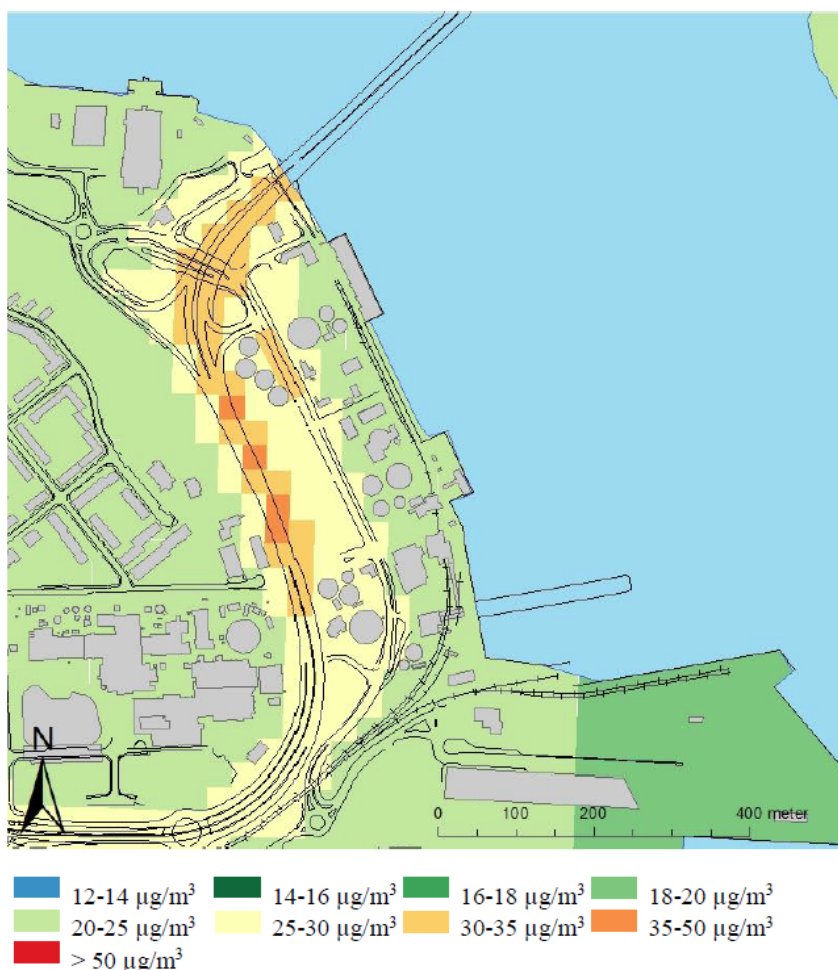 N
0 100 200 400 meter
12-14 µg/m³ 14-16 µg/m³ 16-18 µg/m³ 18-20 µg/m³
20-25 µg/m³ 25-30 µg/m³ 30-35 µg/m³ 35-50 µg/m³
> 50 µg/m³